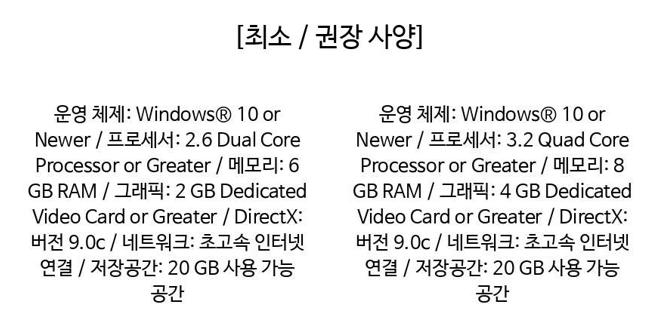 [최소 / 권장 사양]
운영 체제: Windows® 10 or
Newer / 프로세서: 2.6 Dual Core
Processor or Greater / 메모리: 6
GB RAM / 그래픽: 2 GB Dedicated
Video Card or Greater / DirectX:
버전 9.0c / 네트워크: 초고속 인터넷
연결 / 저장공간: 20 GB 사용 가능
공간
운영 체제: Windows® 10 or
Newer / 프로세서: 3.2 Quad Core
Processor or Greater / 메모리: 8
GB RAM / 그래픽: 4 GB Dedicated
Video Card or Greater / DirectX:
버전 9.0c / 네트워크: 초고속 인터넷
연결 / 저장공간: 20 GB 사용 가능
공간